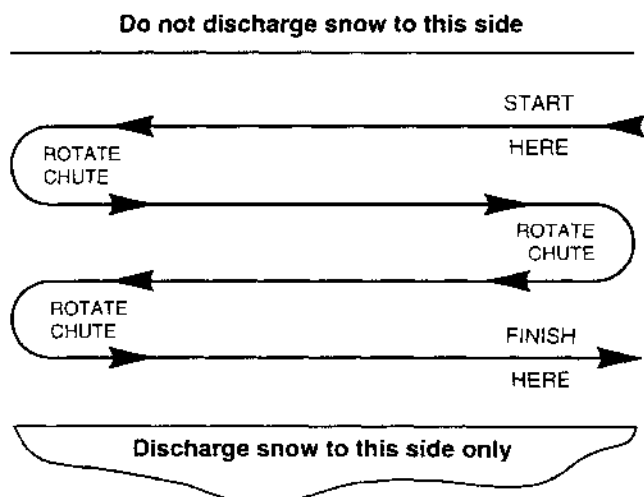 Do not discharge snow to this side
START
HERE
ROTATE
CHUTE
ROTATE
CHUTE
ROTATE
CHUTE
FINISH
HERE
Discharge snow to this side only